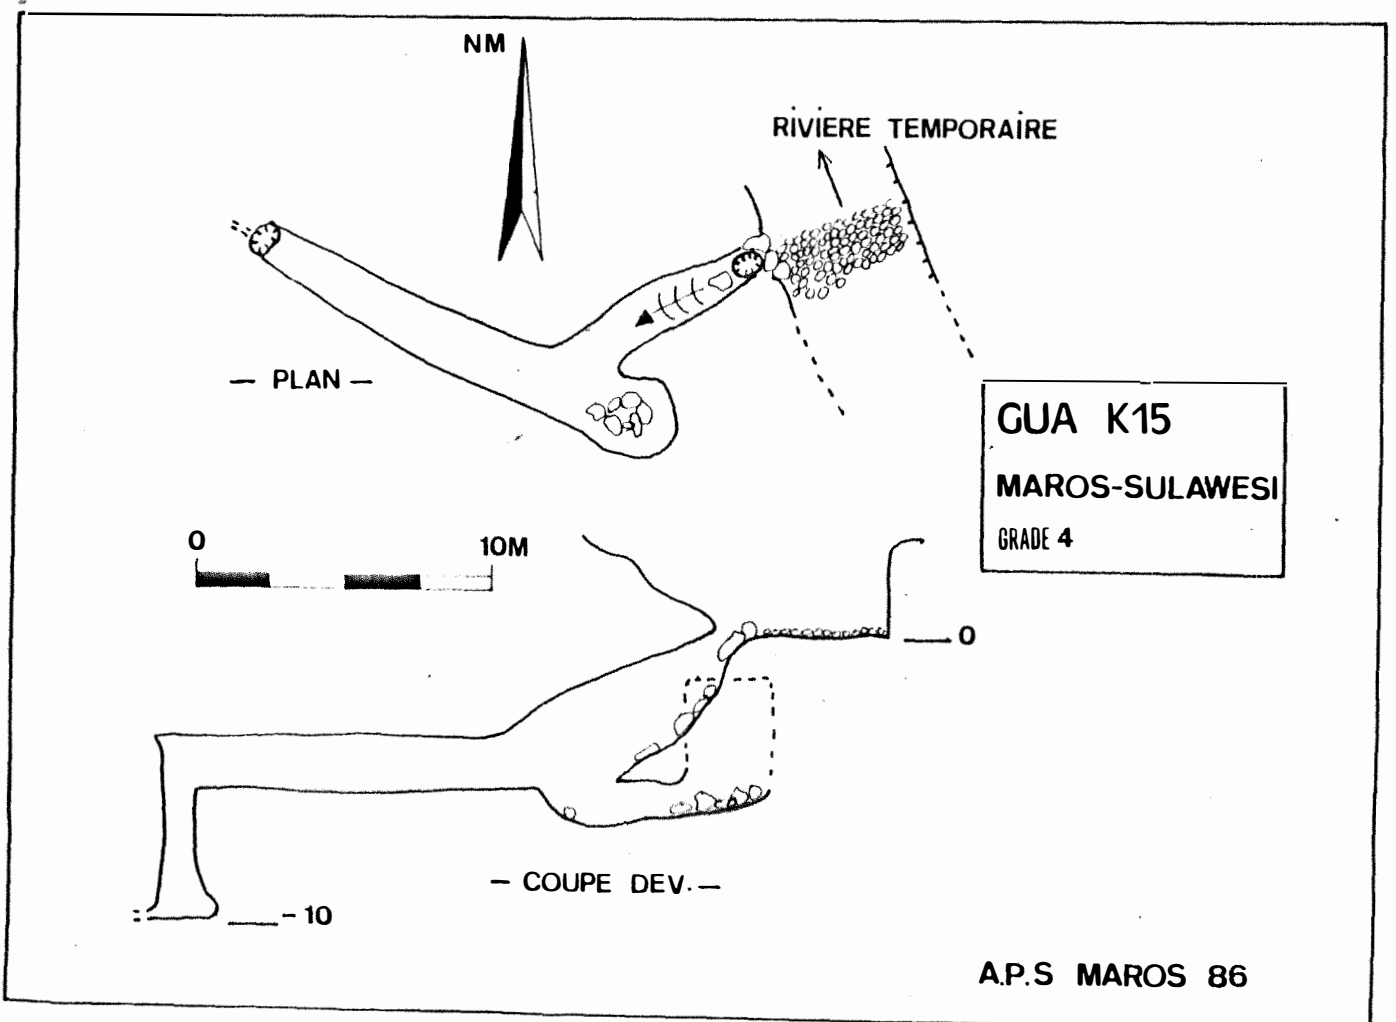 NM
RIVIERE TEMPORAIRE
— PLAN —
GUA K15
MAROS-SULAWESI
GRADE 4
0 10M
0
— COUPE DEV. —
-10
A.P.S MAROS 86